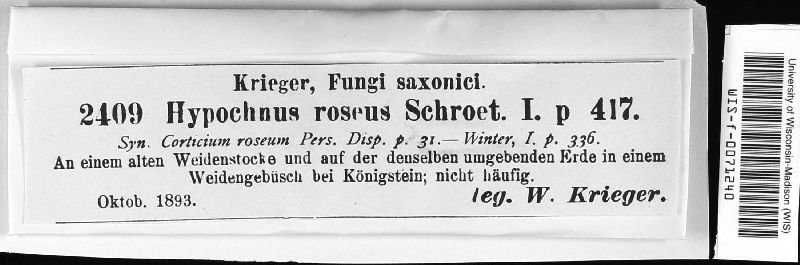 Krieger, Fungi saxonici.
2409 Hypochnus roseus Schroet. I. p 417.
Syn. Corticium roseum Pers. Disp. p. 31.— Winter, I. p. 336.
An einem alten Weidenstocke und auf der denselben umgebenden Erde in einem
Weidengebüsch bei Königstein; nicht häufig.
Oktob. 1893. leg. W. Krieger.
University of Wisconsin-Madison (WIS)
WIS-f-0071240